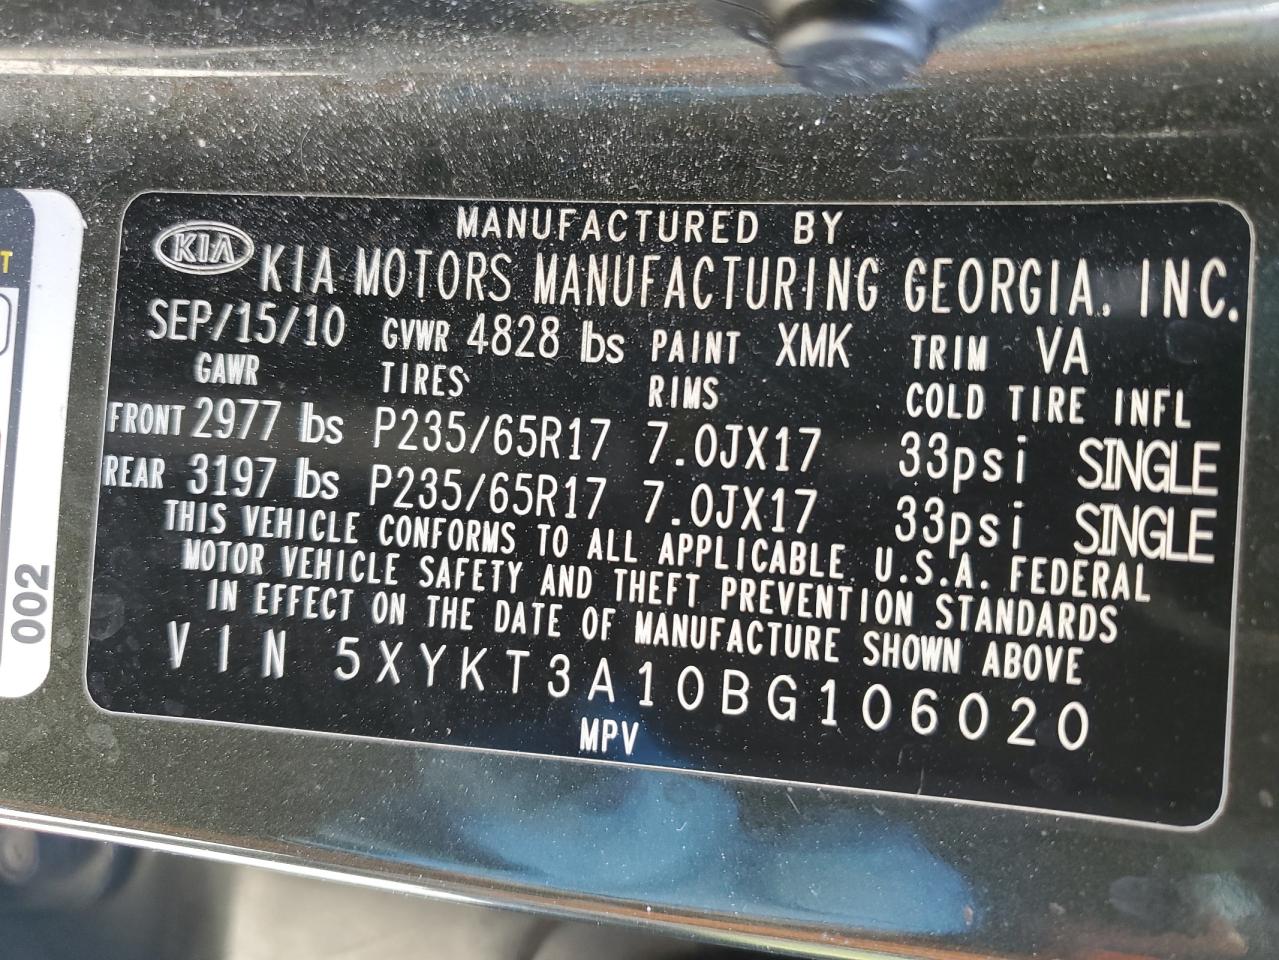 MANUFACTURED BY
KIA
KIA MOTORS MANUFACTURING GEORGIA, INC.
SEP/15/10 GVWR 4828 lbs PAINT XMK TRIM VA
GAWR TIRES RIMS COLD TIRE INFL
FRONT 2977 lbs P235/65R17 7.0JX17 33psi SINGLE
REAR 3197 lbs P235/65R17 7.0JX17 33psi SINGLE
THIS VEHICLE CONFORMS TO ALL APPLICABLE U.S.A. FEDERAL
MOTOR VEHICLE SAFETY AND THEFT PREVENTION STANDARDS
IN EFFECT ON THE DATE OF MANUFACTURE SHOWN ABOVE
VIN 5XYKT3A10BG106020
MPV
T
002